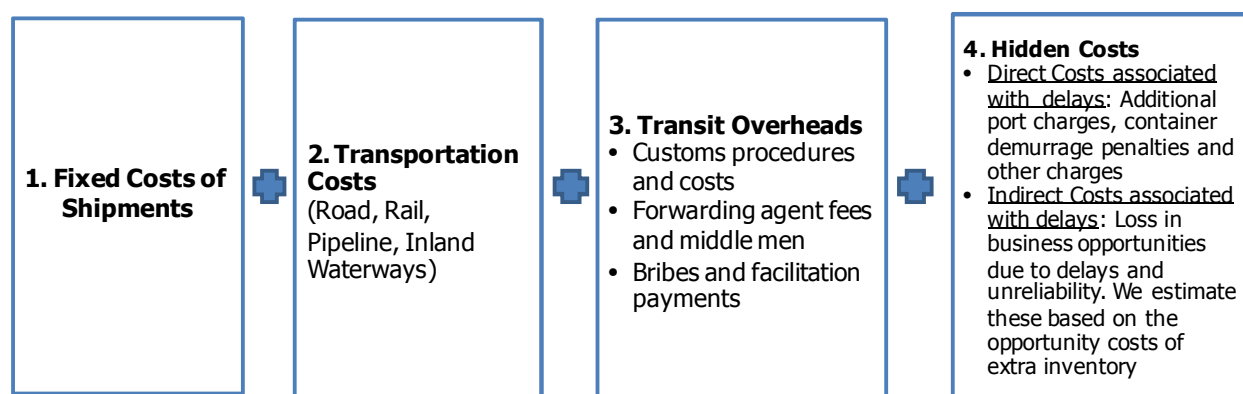 1. Fixed Costs of
Shipments
2. Transportation
Costs
(Road, Rail,
Pipeline, Inland
Waterways)
3. Transit Overheads
• Customs procedures
and costs
• Forwarding agent fees
and middle men
• Bribes and facilitation
payments
4. Hidden Costs
• Direct Costs associated
with delays: Additional
port charges, container
demurrage penalties and
other charges
• Indirect Costs associated
with delays: Loss in
business opportunities
due to delays and
unreliability. We estimate
these based on the
opportunity costs of
extra inventory